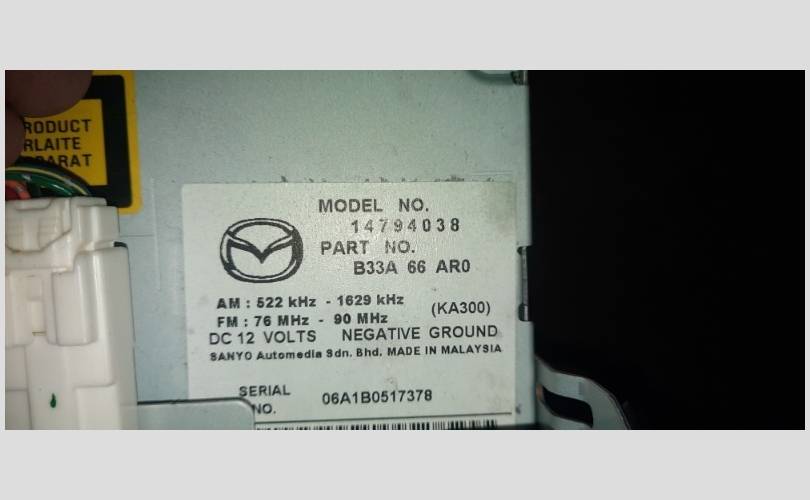 RODUCT
RLAITE
PARAT
MODEL NO.
14794038
PART NO.
B33A 66 AR0
AM : 522 kHz - 1629 kHz
(KA300)
FM : 76 MHz - 90 MHz
DC 12 VOLTS NEGATIVE GROUND
SANYO Automedia Sdn. Bhd. MADE IN MALAYSIA
SERIAL
NO.
06A1B0517378